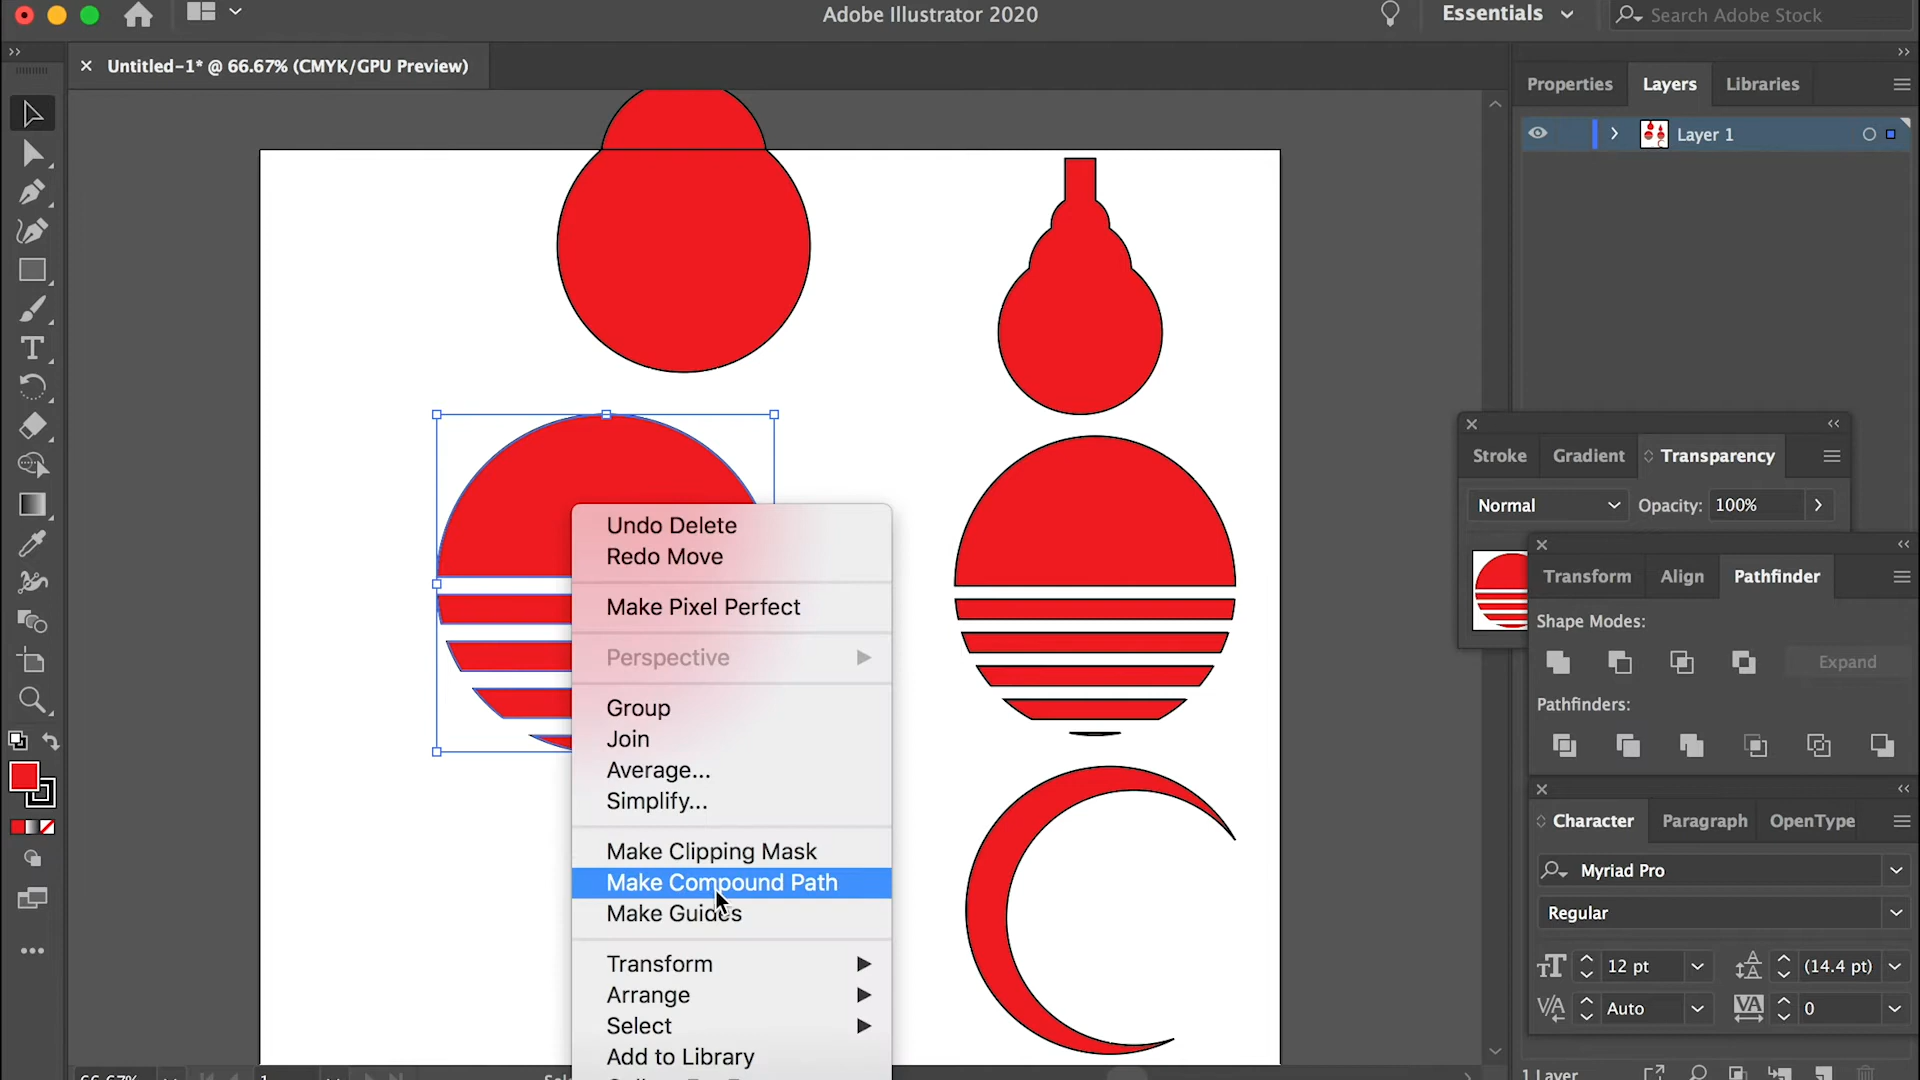 Adobe Illustrator 2020
Essentials
Search Adobe Stock
× Untitled-1* @ 66.67% (CMYK/GPU Preview)
Properties Layers Libraries
Layer 1
Undo Delete
Redo Move
Make Pixel Perfect
Perspective
Group
Join
Average...
Simplify...
Make Clipping Mask
Make Compound Path
Make Guides
Transform
Arrange
Select
Add to Library
Stroke Gradient Transparency
Normal Opacity: 100%
Transform Align Pathfinder
Shape Modes:
Expand
Pathfinders:
Character Paragraph OpenType
Myriad Pro
Regular
12 pt (14.4 pt)
Auto 0
66.67% 1
1 Layer